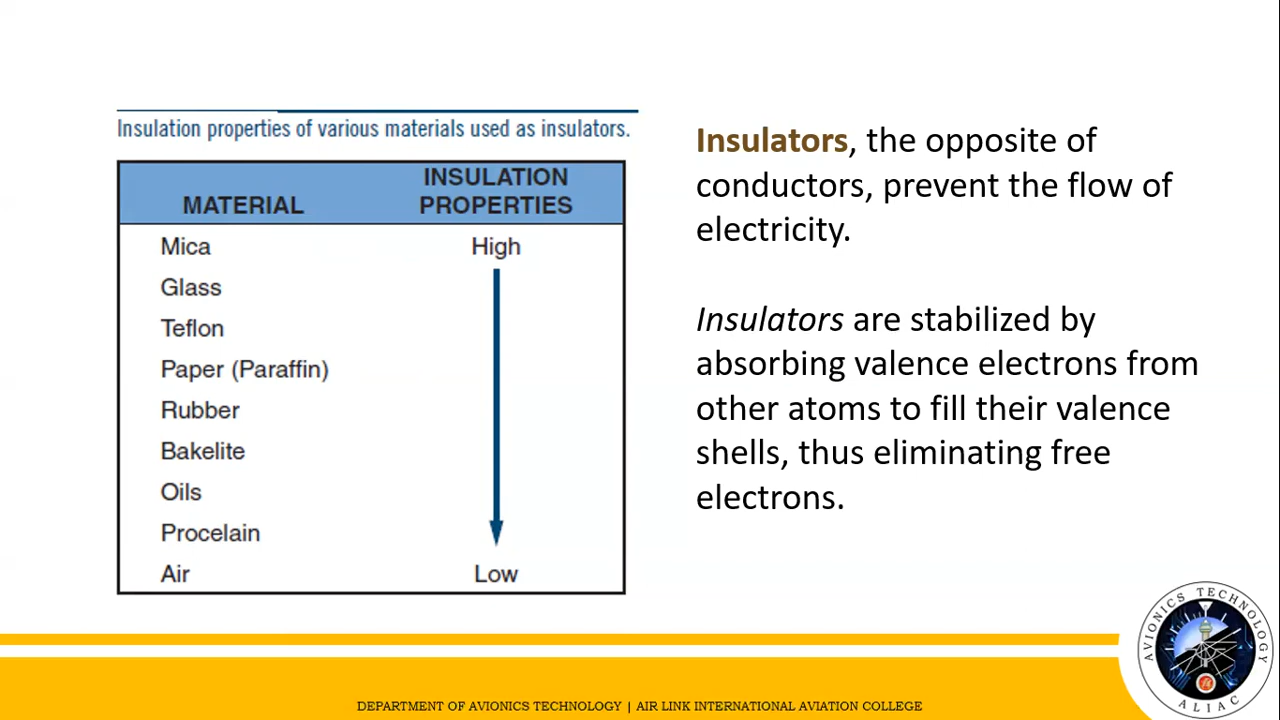 Insulation properties of various materials used as insulators.
MATERIAL INSULATION PROPERTIES
Mica High
Glass
Teflon
Paper (Paraffin)
Rubber
Bakelite
Oils
Procelain
Air Low
Insulators, the opposite of
conductors, prevent the flow of
electricity.
Insulators are stabilized by
absorbing valence electrons from
other atoms to fill their valence
shells, thus eliminating free
electrons.
AVIONICS TECHNOLOGY
ALIAC
DEPARTMENT OF AVIONICS TECHNOLOGY | AIR LINK INTERNATIONAL AVIATION COLLEGE